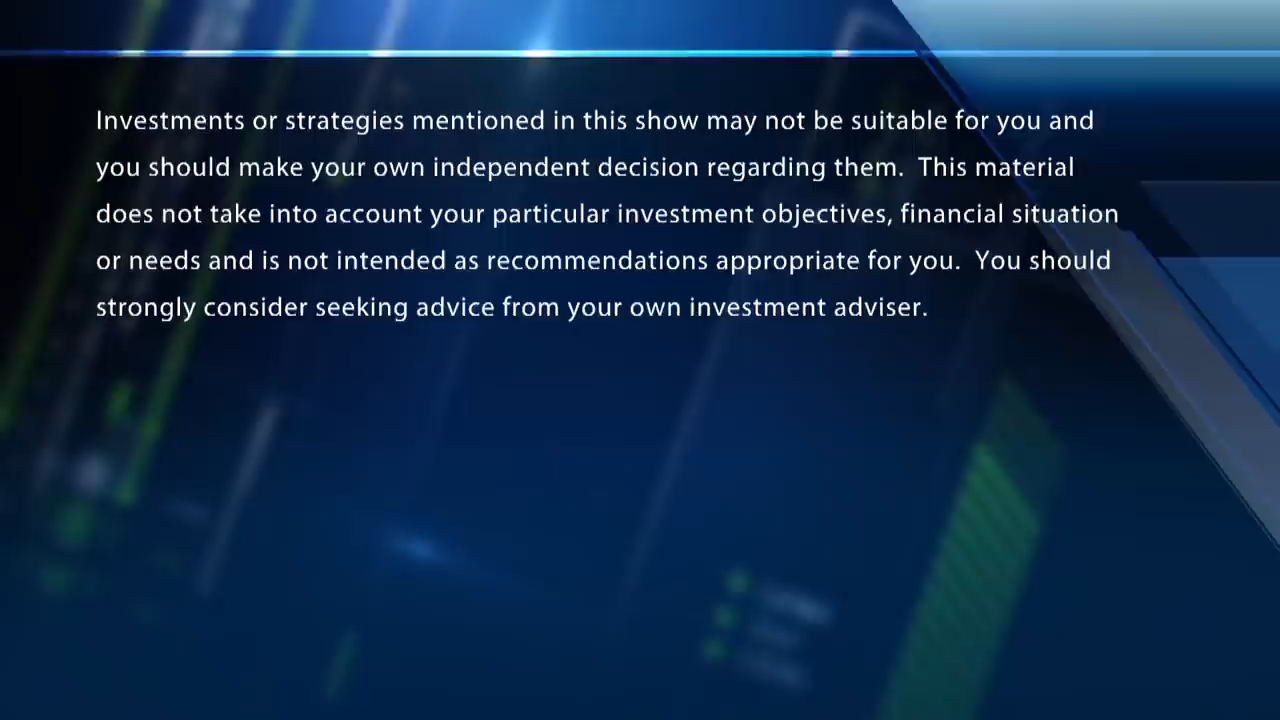 Investments or strategies mentioned in this show may not be suitable for you and
you should make your own independent decision regarding them.  This material
does not take into account your particular investment objectives, financial situation
or needs and is not intended as recommendations appropriate for you.  You should
strongly consider seeking advice from your own investment adviser.